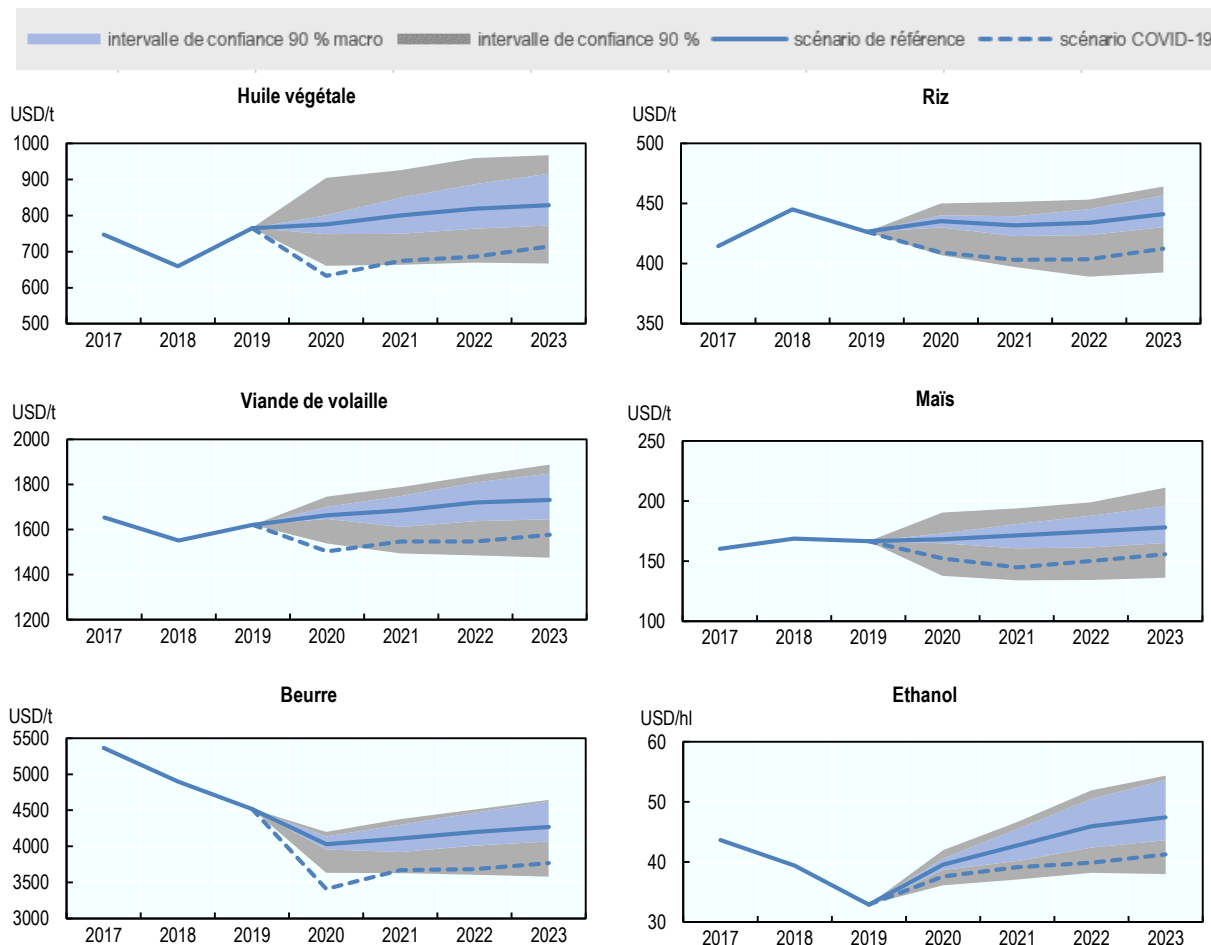 intervalle de confiance 90 % macro intervalle de confiance 90 % scénario de référence scénario COVID-19
Huile végétale
USD/t
1000
900
800
700
600
500
2017 2018 2019 2020 2021 2022 2023
Riz
USD/t
500
450
400
350
2017 2018 2019 2020 2021 2022 2023
Viande de volaille
USD/t
2000
1800
1600
1400
1200
2017 2018 2019 2020 2021 2022 2023
Maïs
USD/t
250
200
150
100
2017 2018 2019 2020 2021 2022 2023
Beurre
USD/t
5500
5000
4500
4000
3500
3000
2017 2018 2019 2020 2021 2022 2023
Ethanol
USD/hl
60
50
40
30
2017 2018 2019 2020 2021 2022 2023